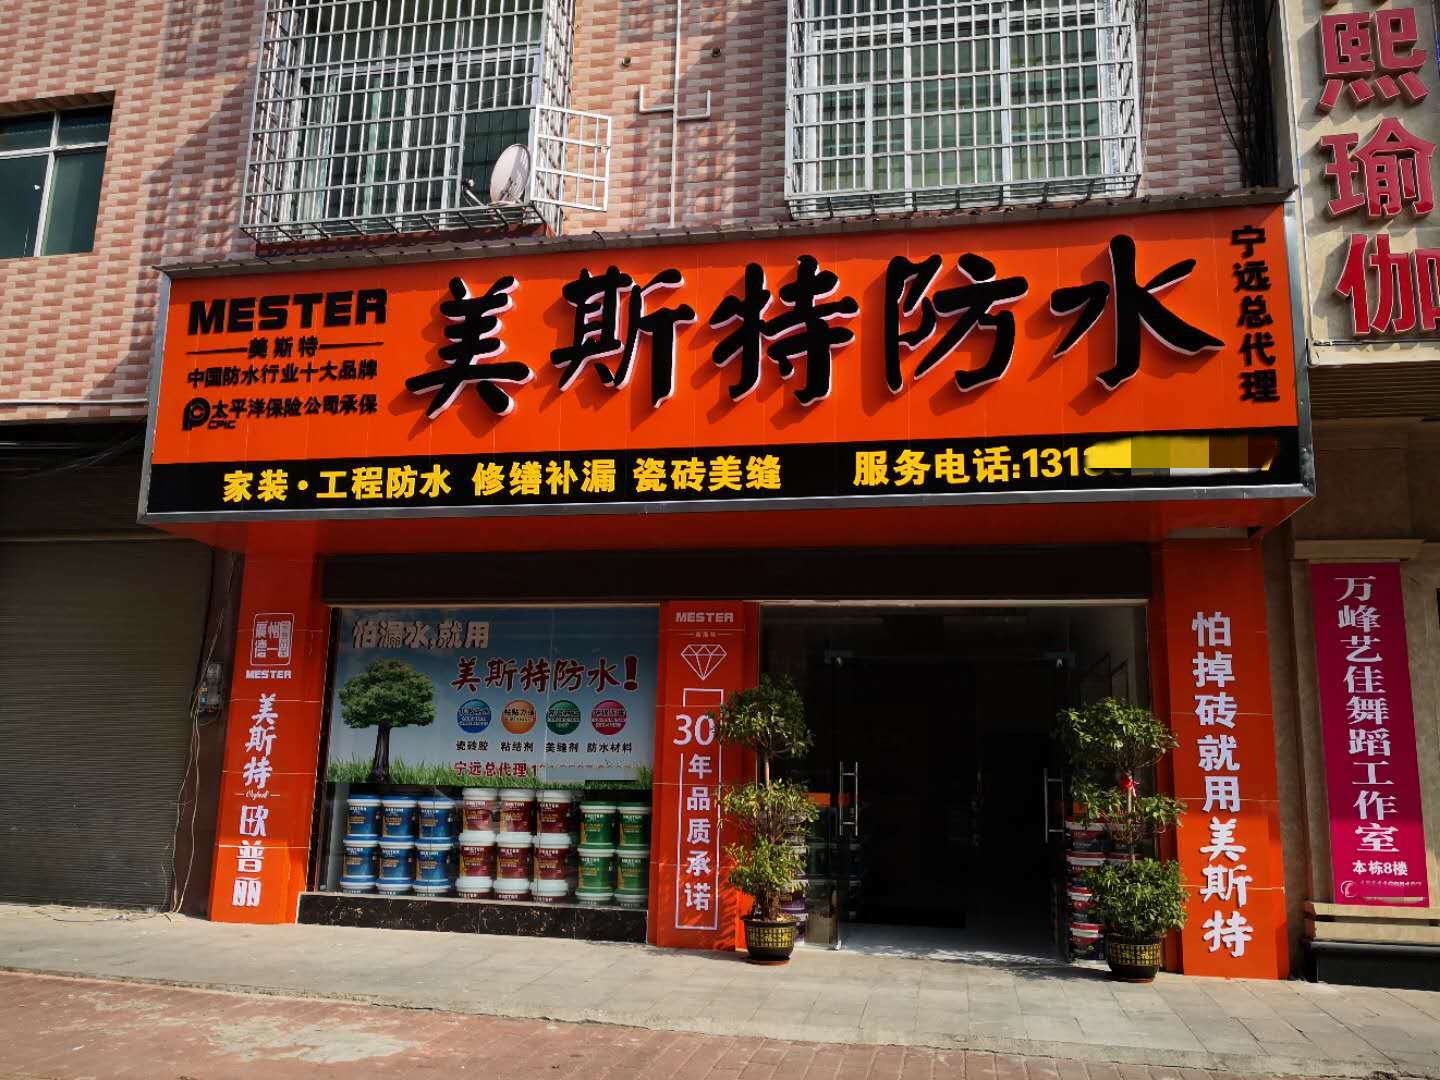 MESTER
美斯特
中国防水行业十大品牌
太平洋保险公司承保
CPIC
美斯特防水
宁远总代理
家装·工程防水 修缮补漏 瓷砖美缝
服务电话:131
熙瑜伽
MESTER
美斯特
欧普丽
怕漏水,就用
美斯特防水!
瓷砖胶 粘结剂 美缝剂 防水材料
宁远总代理
MESTER
美斯特
30年品质承诺
怕掉砖就用美斯特
万峰艺佳舞蹈工作室
本栋8楼